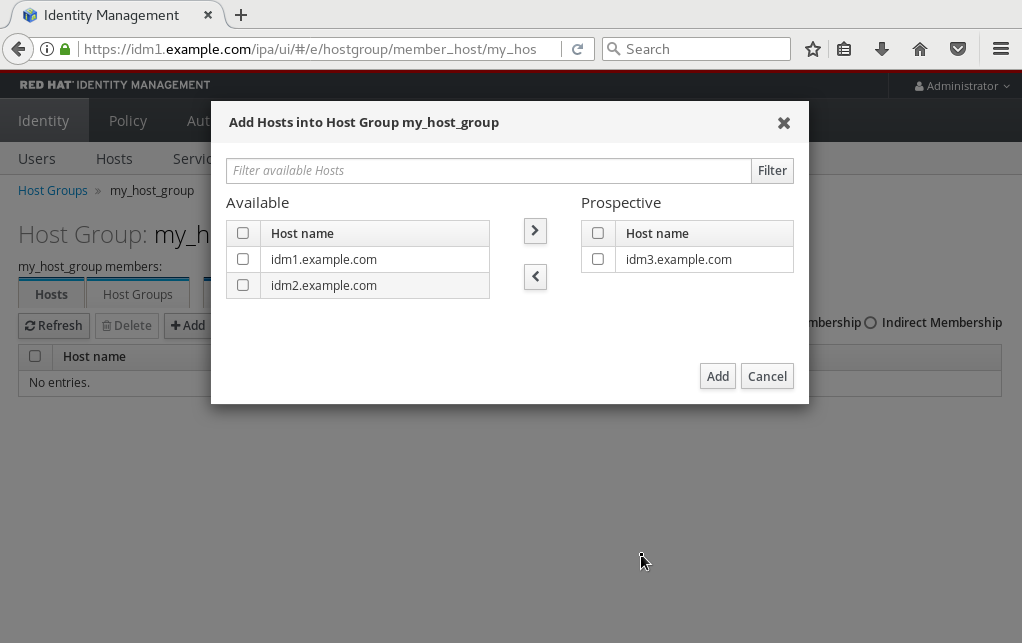 Identity Management
https://idm1.example.com/ipa/ui/#/e/hostgroup/member_host/my_hos
Search
RED HAT IDENTITY MANAGEMENT
Administrator
Identity
Policy
Aut
Add Hosts into Host Group my_host_group
Users
Hosts
Servic
Filter available Hosts
Filter
Host Groups » my_host_group
Available
Prospective
Host Group: my_h
Host name
Host name
my_host_group members:
idm1.example.com
idm3.example.com
idm2.example.com
Hosts
Host Groups
Refresh
Delete
Add
mbership
Indirect Membership
Host name
No entries.
Add
Cancel